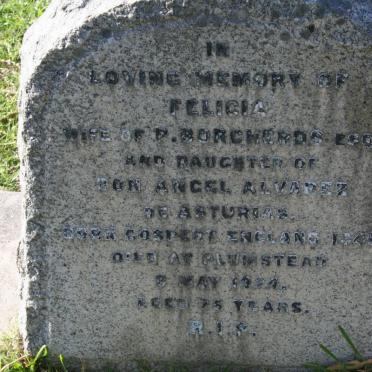 IN
LOVING MEMORY OF
FELICIA
WIFE OF P. BORCHERDS ESQ
AND DAUGHTER OF
DON ANGEL ALVAREZ
DE ASTURIAS.
BORN GOSPORT ENGLAND
DIED AT PLUMSTEAD
MAY 1924.
AGED 75 YEARS.
R.I.P.